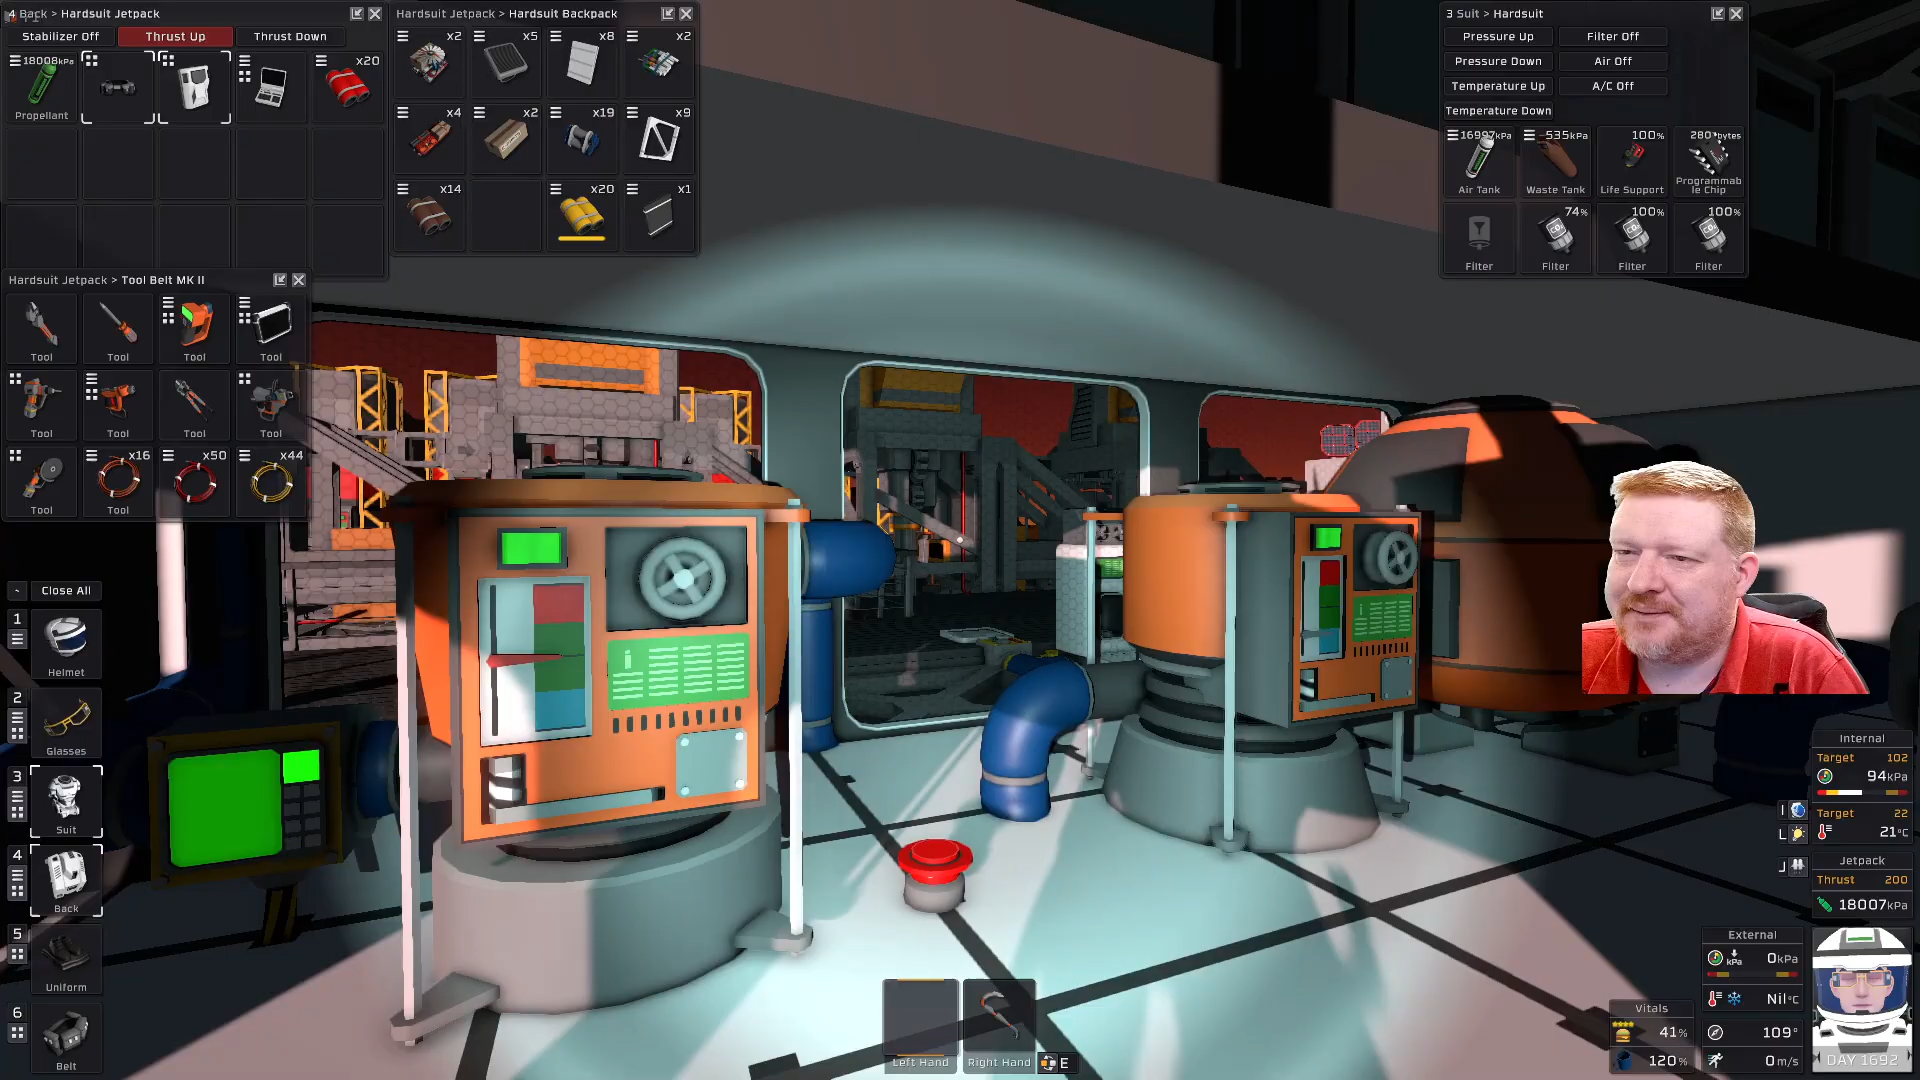 4 Back > Hardsuit Jetpack
Stabilizer Off
Thrust Up
Thrust Down
18008kPa
x20
Propellant
Hardsuit Jetpack > Hardsuit Backpack
x2
x5
x8
x2
x4
x2
x19
x9
x14
x20
x1
3 Suit > Hardsuit
Pressure Up
Filter Off
Pressure Down
Air Off
Temperature Up
A/C Off
Temperature Down
16997kPa
~535kPa
100%
Air Tank
Waste Tank
Life Support
Programmab
le Chip
74%
100%
100%
Filter
Filter
Filter
Filter
Hardsuit Jetpack > Tool Belt MK II
Tool
Tool
Tool
Tool
Tool
Tool
Tool
Tool
x16
x50
x44
Tool
Tool
Tool
Tool
~
Close All
1
Helmet
2
Glasses
3
Suit
4
Back
5
Uniform
6
Belt
Left Hand
Right Hand
E
Internal
Target 102
94kPa
Target 22
I
L
21°C
J
Jetpack
Thrust 200
18007kPa
External
kPa
0kPa
Nil°C
109°
0m/s
Vitals
41%
120%
DAY 1692